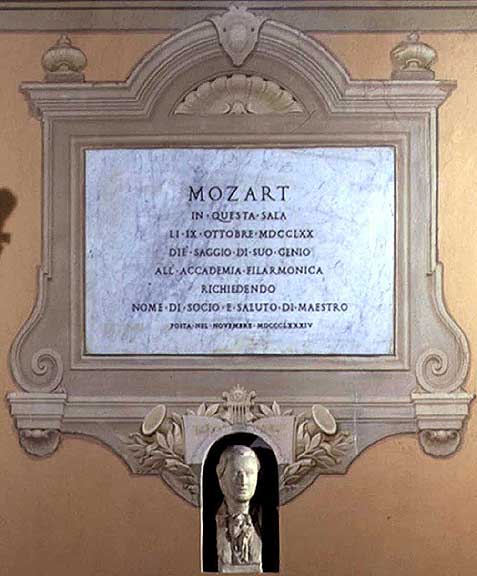 MOZART
IN·QUESTA·SALA
LI·IX·OTTOBRE·MDCCLXX
DIE'·SAGGIO·DI·SUO·GENIO
ALL'·ACCADEMIA·FILARMONICA
RICHIEDENDO
NOME·DI·SOCIO·E·SALUTO·DI·MAESTRO
POSTA·NEL·NOVEMBRE·MDCCCLXXXIV